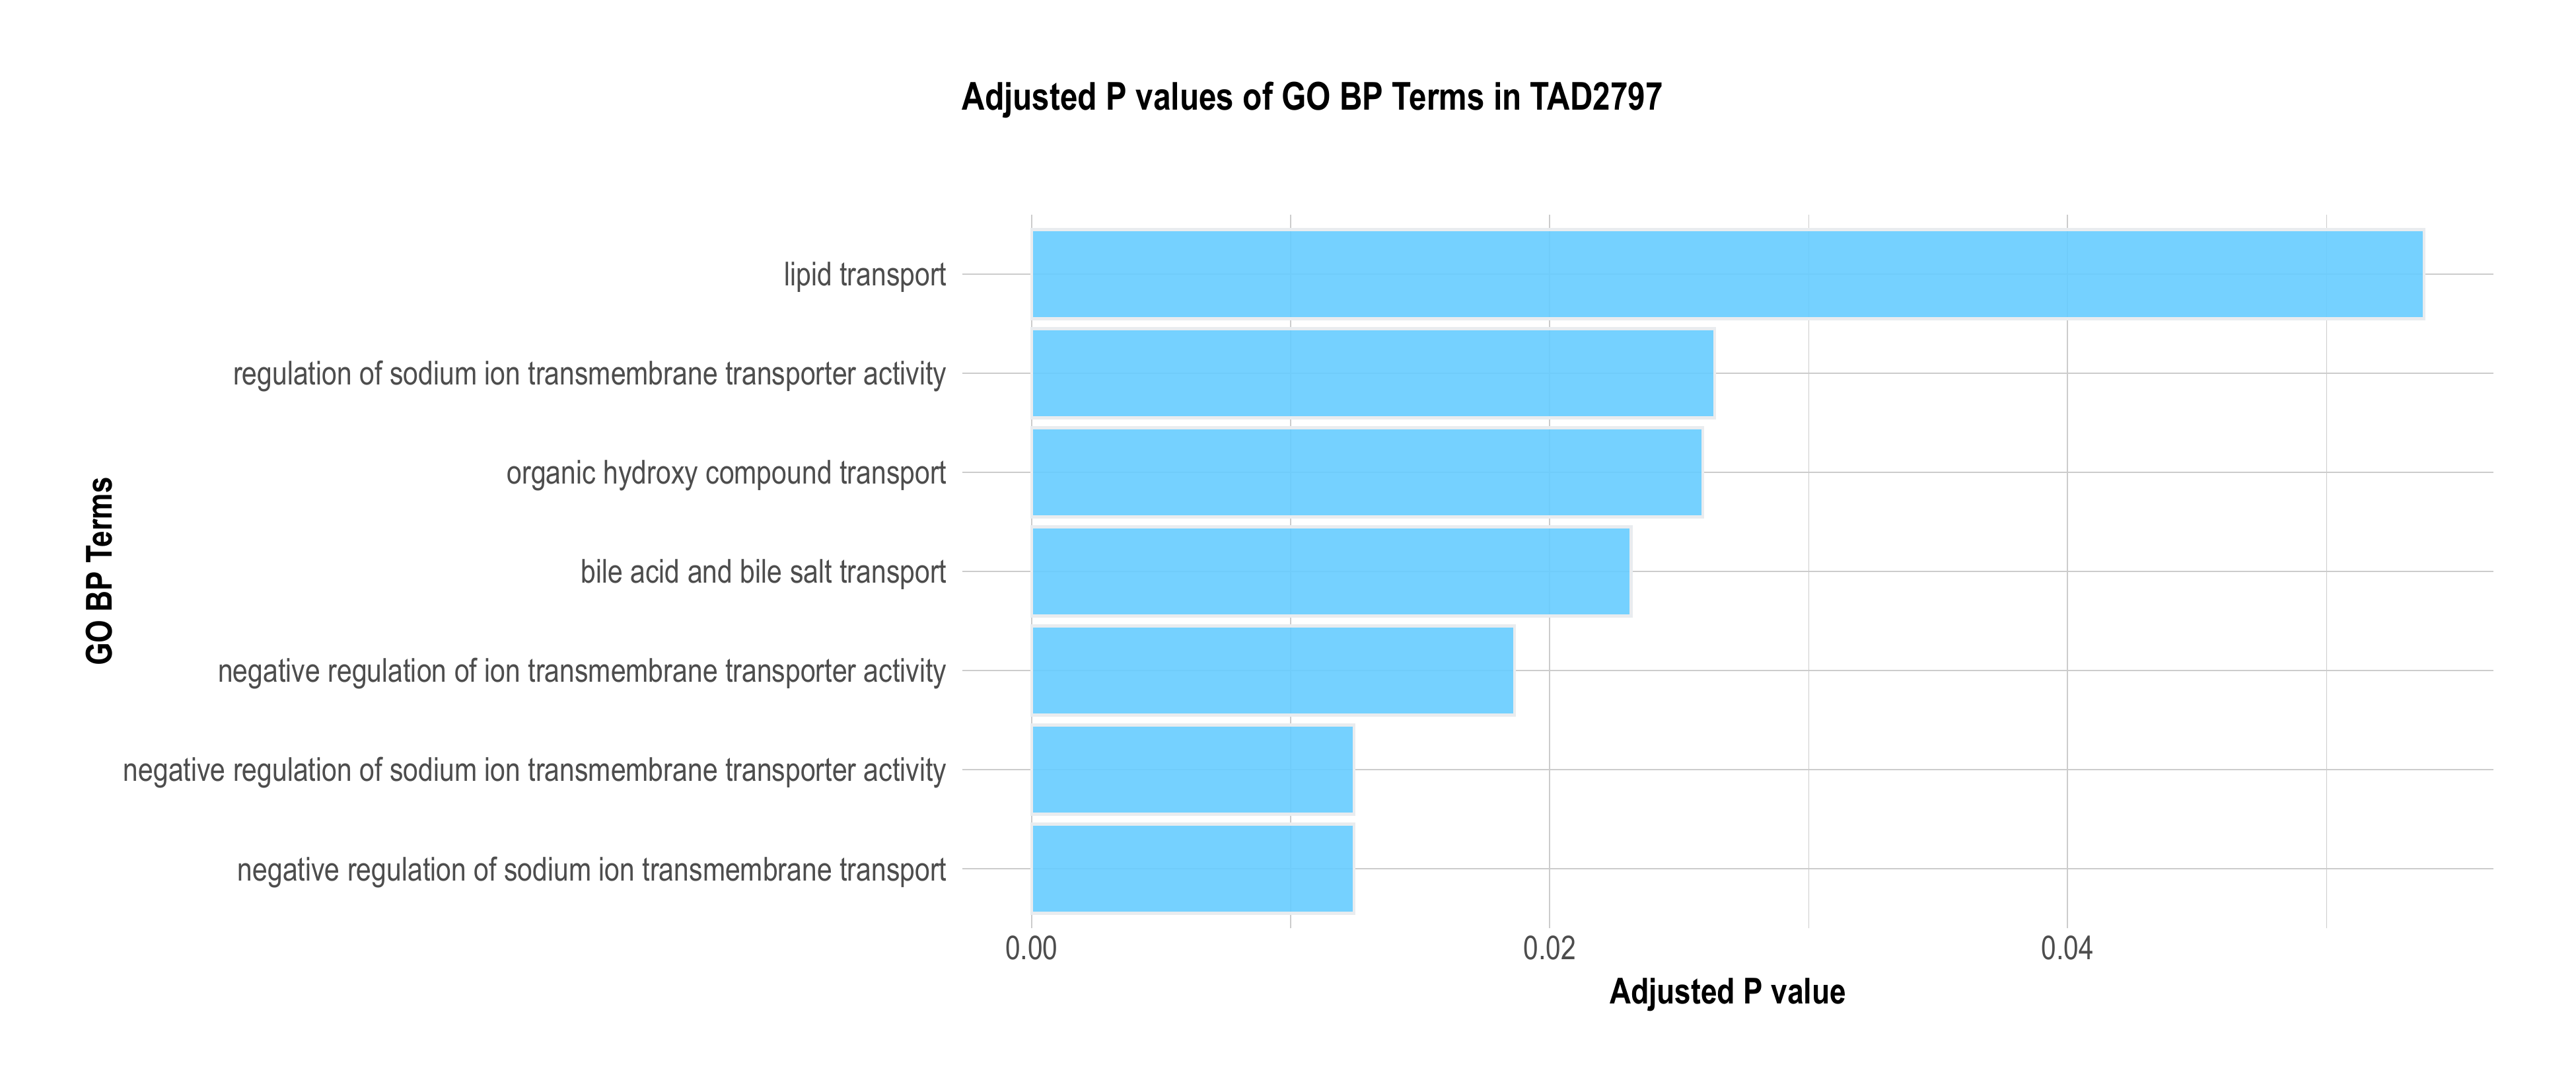 Adjusted P values of GO BP Terms in TAD2797
GO BP Terms
lipid transport
regulation of sodium ion transmembrane transporter activity
organic hydroxy compound transport
bile acid and bile salt transport
negative regulation of ion transmembrane transporter activity
negative regulation of sodium ion transmembrane transporter activity
negative regulation of sodium ion transmembrane transport
0.00 0.02 0.04
Adjusted P value